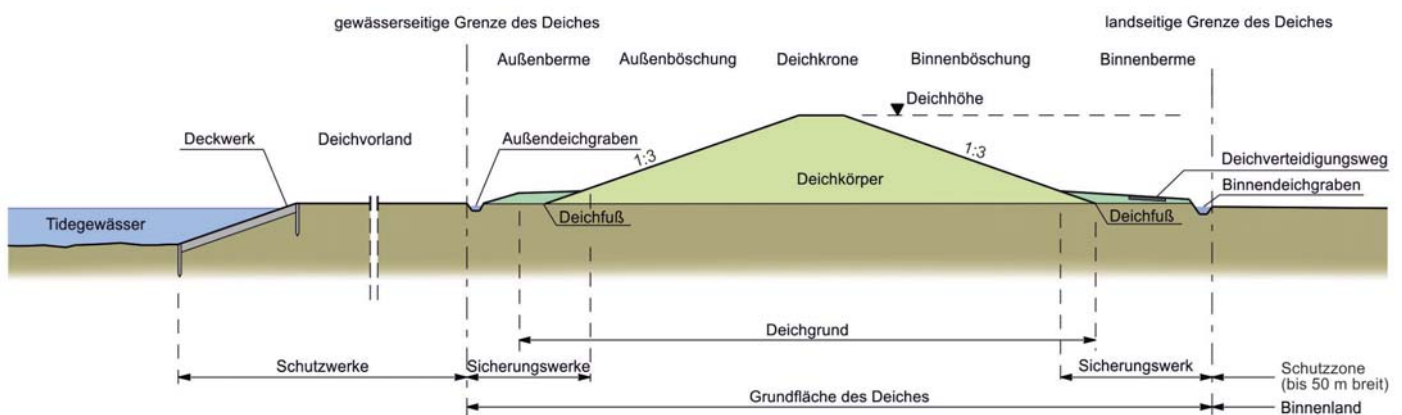 gewässerseitige Grenze des Deiches
landseitige Grenze des Deiches
Außenberme
Außenböschung
Deichkrone
Binnenböschung
Binnenberme
Deichhöhe
Deckwerk
Deichvorland
Außendeichgraben
1:3
1:3
Deichverteidigungsweg
Deichkörper
Binnendeichgraben
Tidegewässer
Deichfuß
Deichfuß
Deichgrund
Schutzwerke
Sicherungswerke
Sicherungswerk
Schutzzone
(bis 50 m breit)
Grundfläche des Deiches
Binnenland